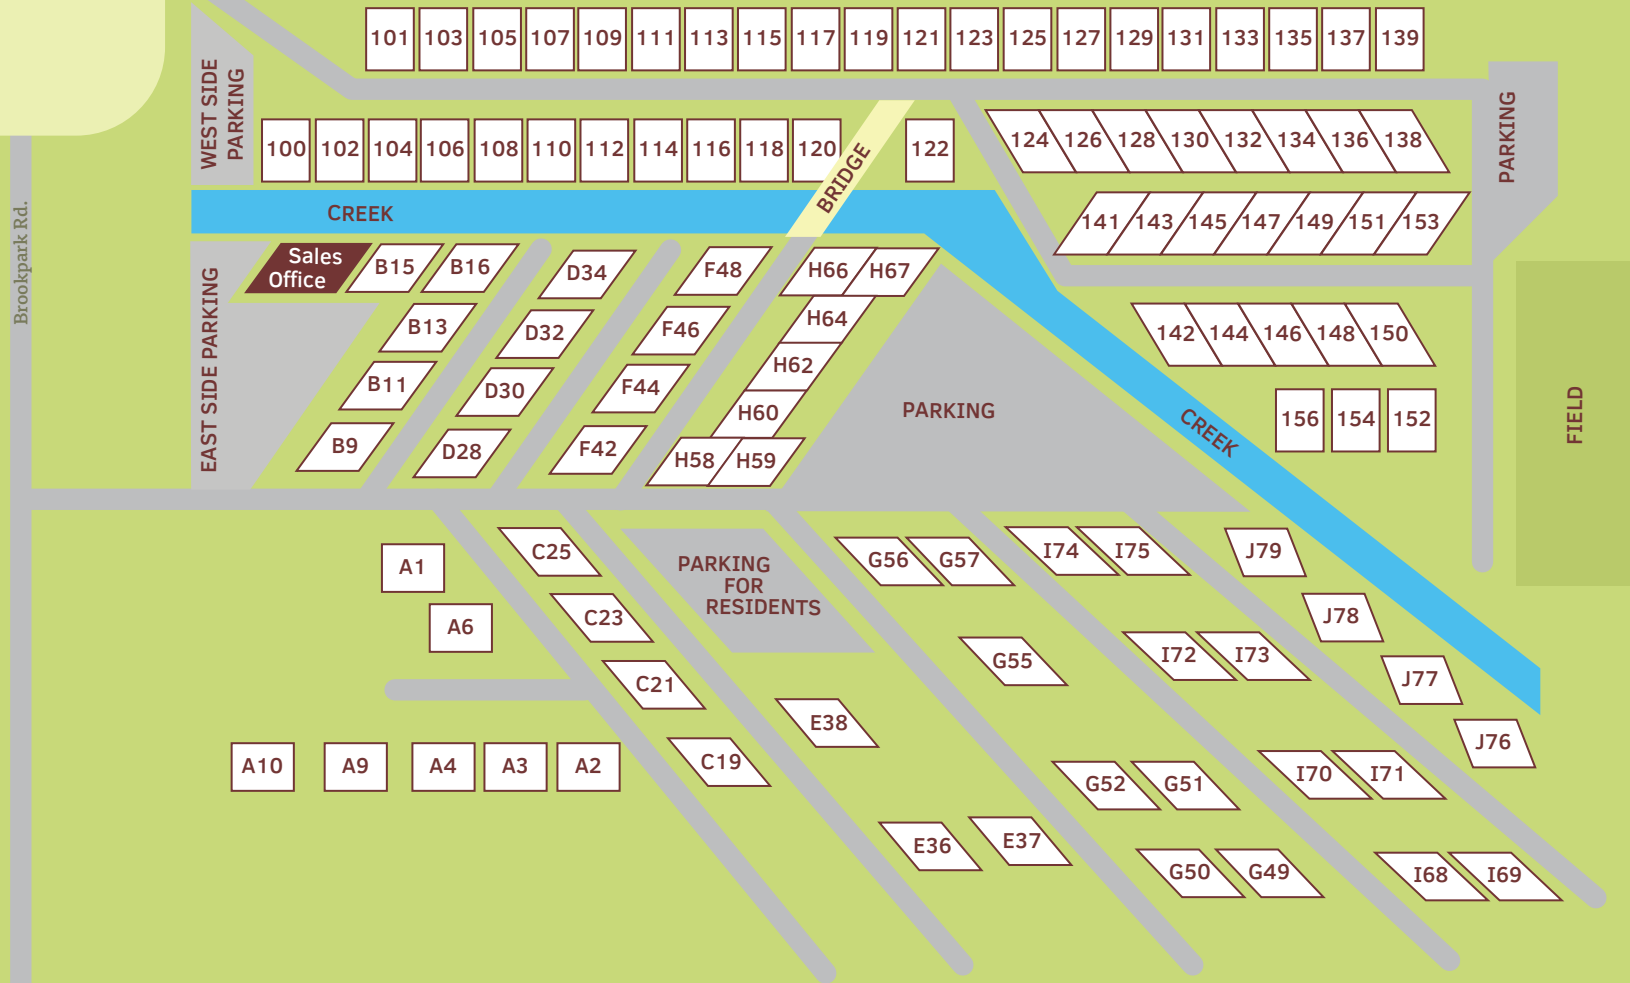 101 103 105 107 109 111 113 115 117 119 121 123 125 127 129 131 133 135 137 139
WEST SIDE
PARKING
100 102 104 106 108 110 112 114 116 118 120
BRIDGE
122
124 126 128 130 132 134 136 138
PARKING
141 143 145 147 149 151 153
CREEK
Brookpark Rd.
EAST SIDE PARKING
Sales
Office
B15 B16
D34
F48
H66 H67
B13
D32
F46
H64
142 144 146 148 150
B11
D30
F44
H62
B9
D28
F42
H60
H58 H59
PARKING
CREEK
156 154 152
FIELD
A1
A6
C25
C23
C21
C19
PARKING
FOR
RESIDENTS
G56 G57
I74 I75
J79
J78
G55
I72 I73
J77
J76
E38
A10 A9 A4 A3 A2
G52 G51
I70 I71
E36 E37
G50 G49
I68 I69